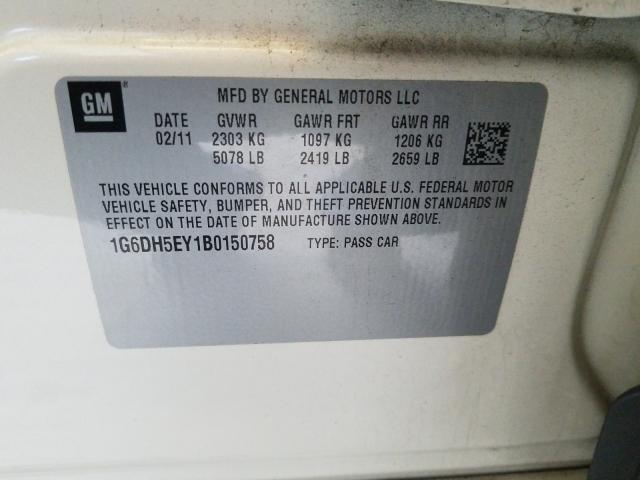 GM
MFD BY GENERAL MOTORS LLC
DATE GVWR GAWR FRT GAWR RR
02/11 2303 KG 1097 KG 1206 KG
5078 LB 2419 LB 2659 LB
THIS VEHICLE CONFORMS TO ALL APPLICABLE U.S. FEDERAL MOTOR
VEHICLE SAFETY, BUMPER, AND THEFT PREVENTION STANDARDS IN
EFFECT ON THE DATE OF MANUFACTURE SHOWN ABOVE.
1G6DH5EY1B0150758 TYPE: PASS CAR